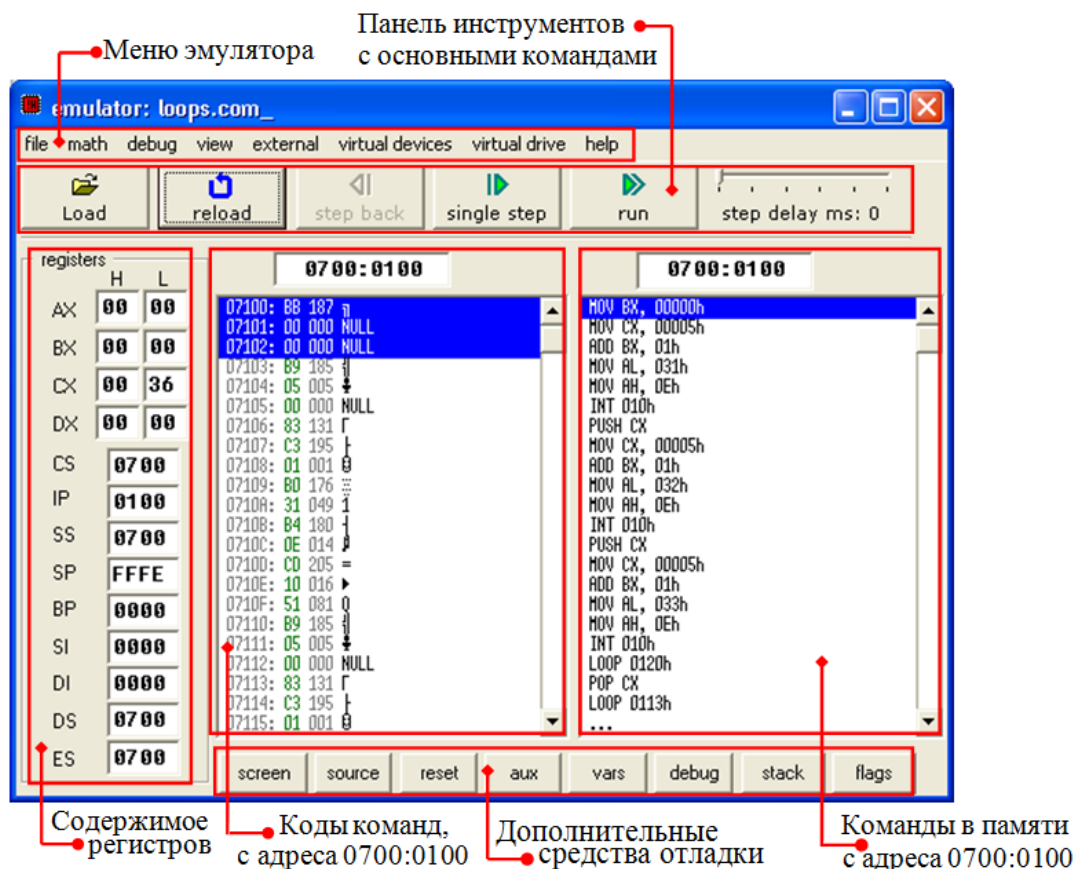 Панель инструментов
с основными командами
Меню эмулятора
emulator: loops.com_
file math debug view external virtual devices virtual drive help
Load reload step back single step run step delay ms: 0
registers
H L
AX 00 00
BX 00 00
CX 00 36
DX 00 00
CS 0700
IP 0100
SS 0700
SP FFFE
BP 0000
SI 0000
DI 0000
DS 0700
ES 0700
0700:0100
07100: BB 187 ╗
07101: 00 000 NULL
07102: 00 000 NULL
07103: B9 185 ╣
07104: 05 005 ♣
07105: 00 000 NULL
07106: 83 131 Г
07107: C3 195 ├
07108: 01 001 ☺
07109: B0 176 ░
0710A: 31 049 1
0710B: B4 180 ┤
0710C: 0E 014 ♫
0710D: CD 205 =
0710E: 10 016 ►
0710F: 51 081 Q
07110: B9 185 ╣
07111: 05 005 ♣
07112: 00 000 NULL
07113: 83 131 Г
07114: C3 195 ├
07115: 01 001 ☺
0700:0100
MOV BX, 00000h
MOV CX, 00005h
ADD BX, 01h
MOV AL, 031h
MOV AH, 0Eh
INT 010h
PUSH CX
MOV CX, 00005h
ADD BX, 01h
MOV AL, 032h
MOV AH, 0Eh
INT 010h
PUSH CX
MOV CX, 00005h
ADD BX, 01h
MOV AL, 033h
MOV AH, 0Eh
INT 010h
LOOP 0120h
POP CX
LOOP 0113h
...
screen source reset aux vars debug stack flags
Содержимое
регистров
Коды команд,
с адреса 0700:0100
Дополнительные
средства отладки
Команды в памяти
с адреса 0700:0100